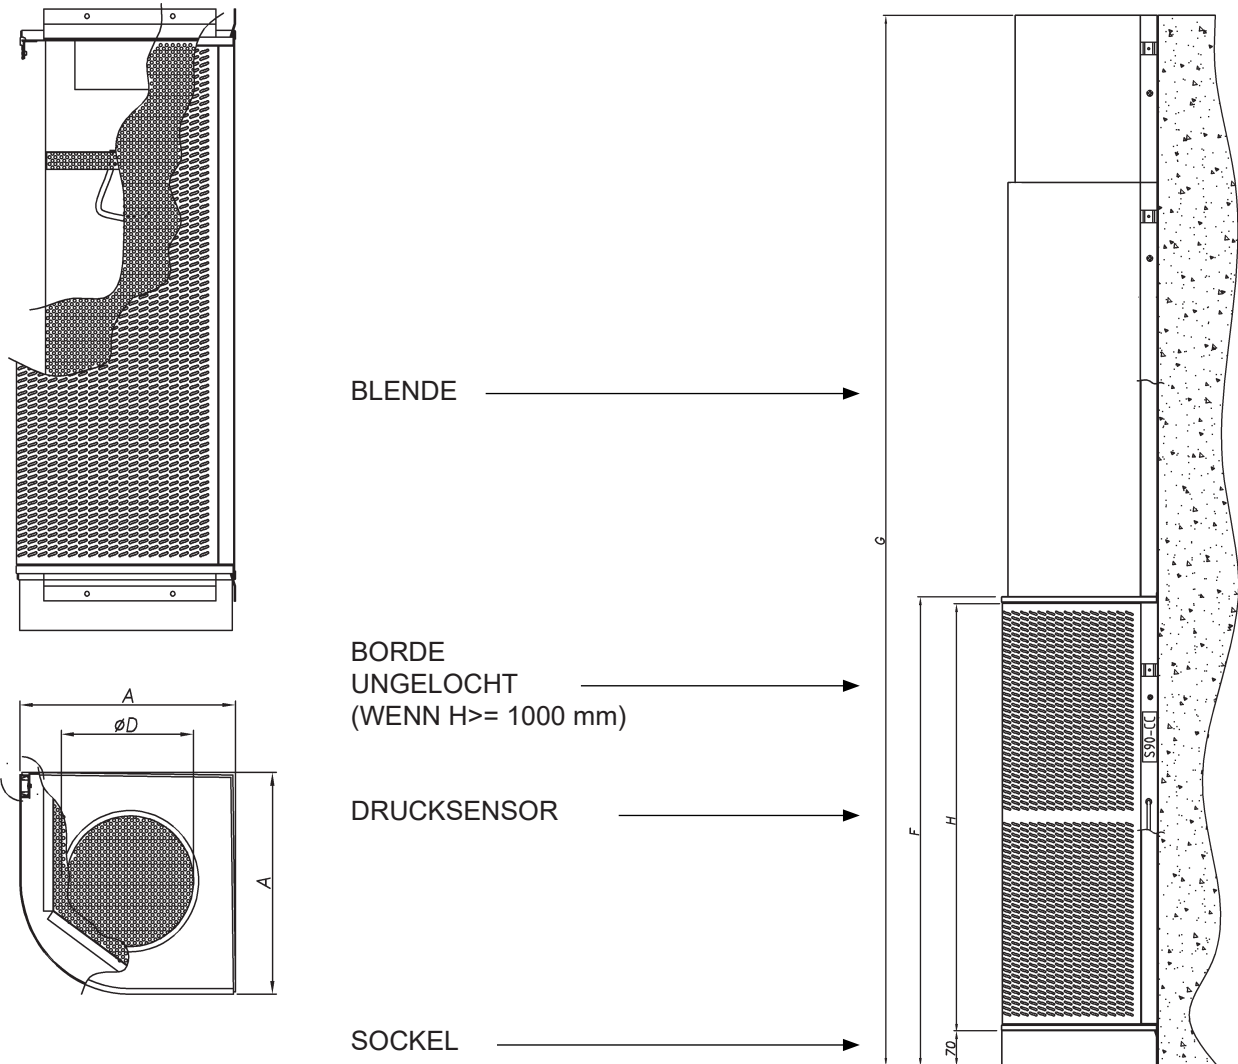 BLENDE
BORDE
UNGELOCHT
(WENN H>= 1000 mm)
DRUCKSENSOR
SOCKEL
A
øD
A
G
F
H
70
S90-CC